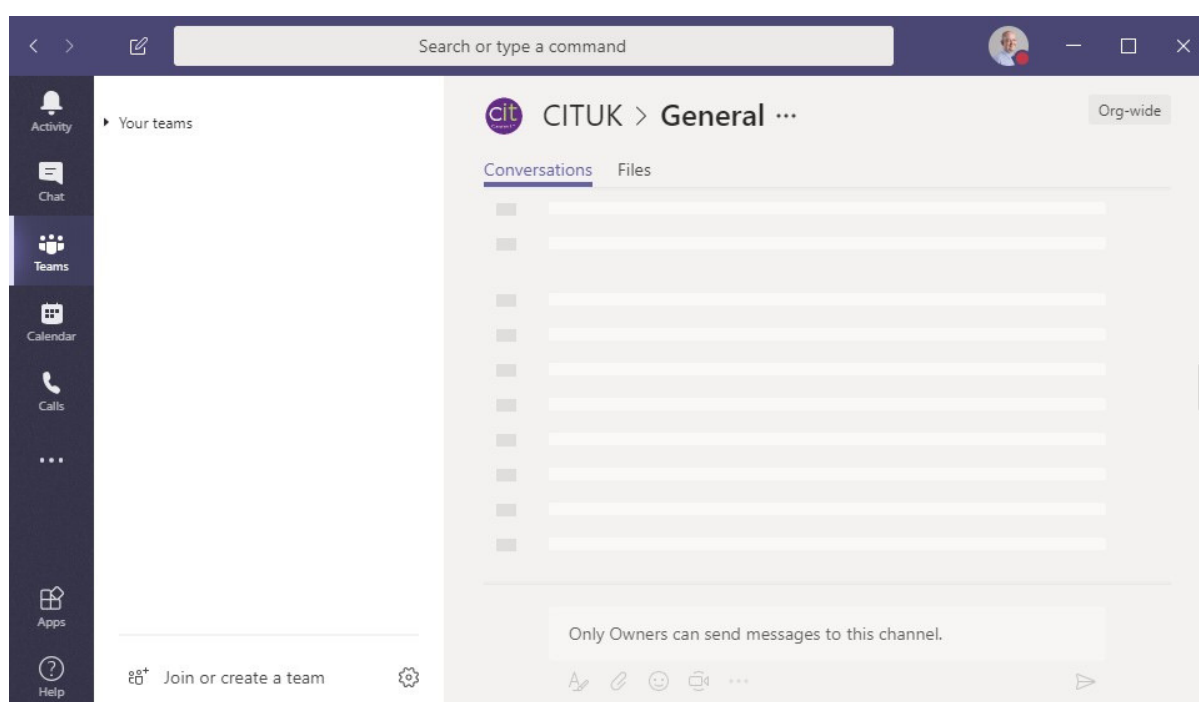 Search or type a command
Activity
Chat
Teams
Calendar
Calls
Apps
Help
Your teams
Join or create a team
cit
CITUK > General ...
Org-wide
Conversations Files
Only Owners can send messages to this channel.